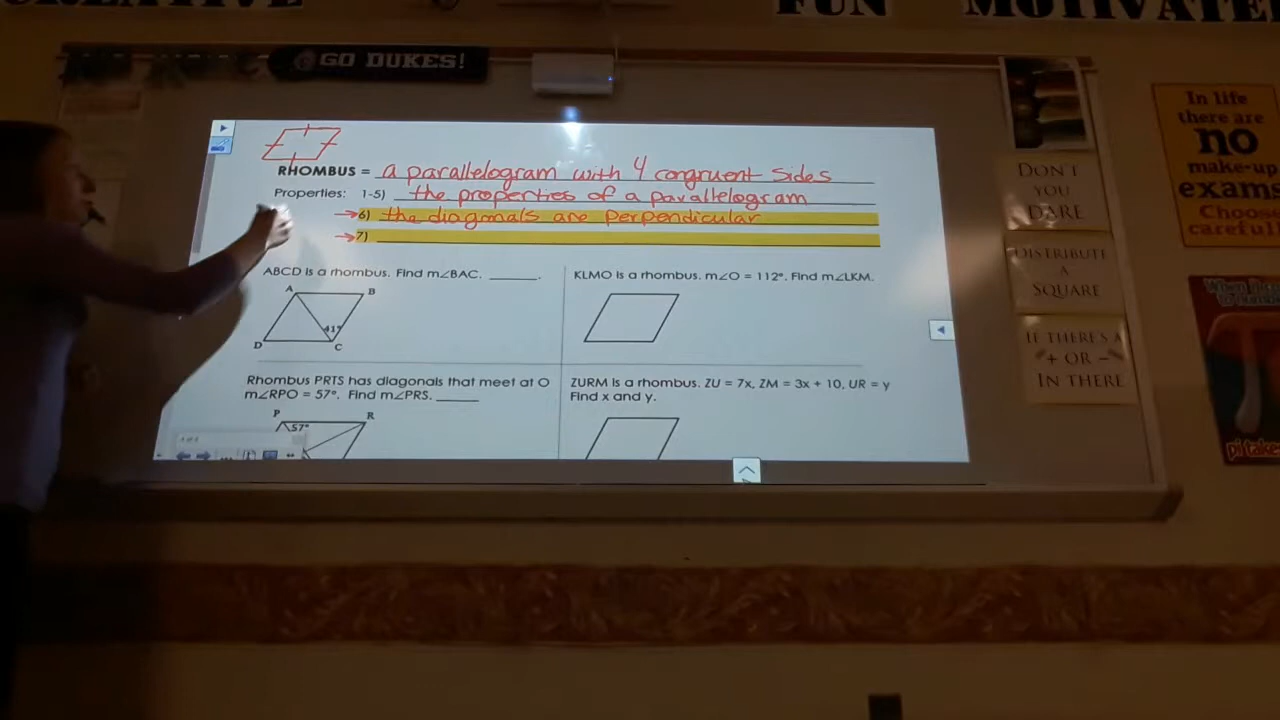 FUN
MOTIVATE
GO DUKES!
RHOMBUS = a parallelogram with 4 congruent sides
Properties: 1-5) the properties of a parallelogram
6) the diagonals are perpendicular
7)
ABCD is a rhombus. Find m∠BAC. ______.
A B
41°
D C
KLMO is a rhombus. m∠O = 112°. Find m∠LKM.
Rhombus PRTS has diagonals that meet at O
m∠RPO = 57°. Find m∠PRS. ______
P R
57°
ZURM is a rhombus. ZU = 7x, ZM = 3x + 10, UR = y
Find x and y.
DON'T
YOU
DARE
DISTRIBUTE
A
SQUARE
IF THERE'S A
"+ OR -"
IN THERE
In life
there are
no
make-up
exams
Choose
carefull